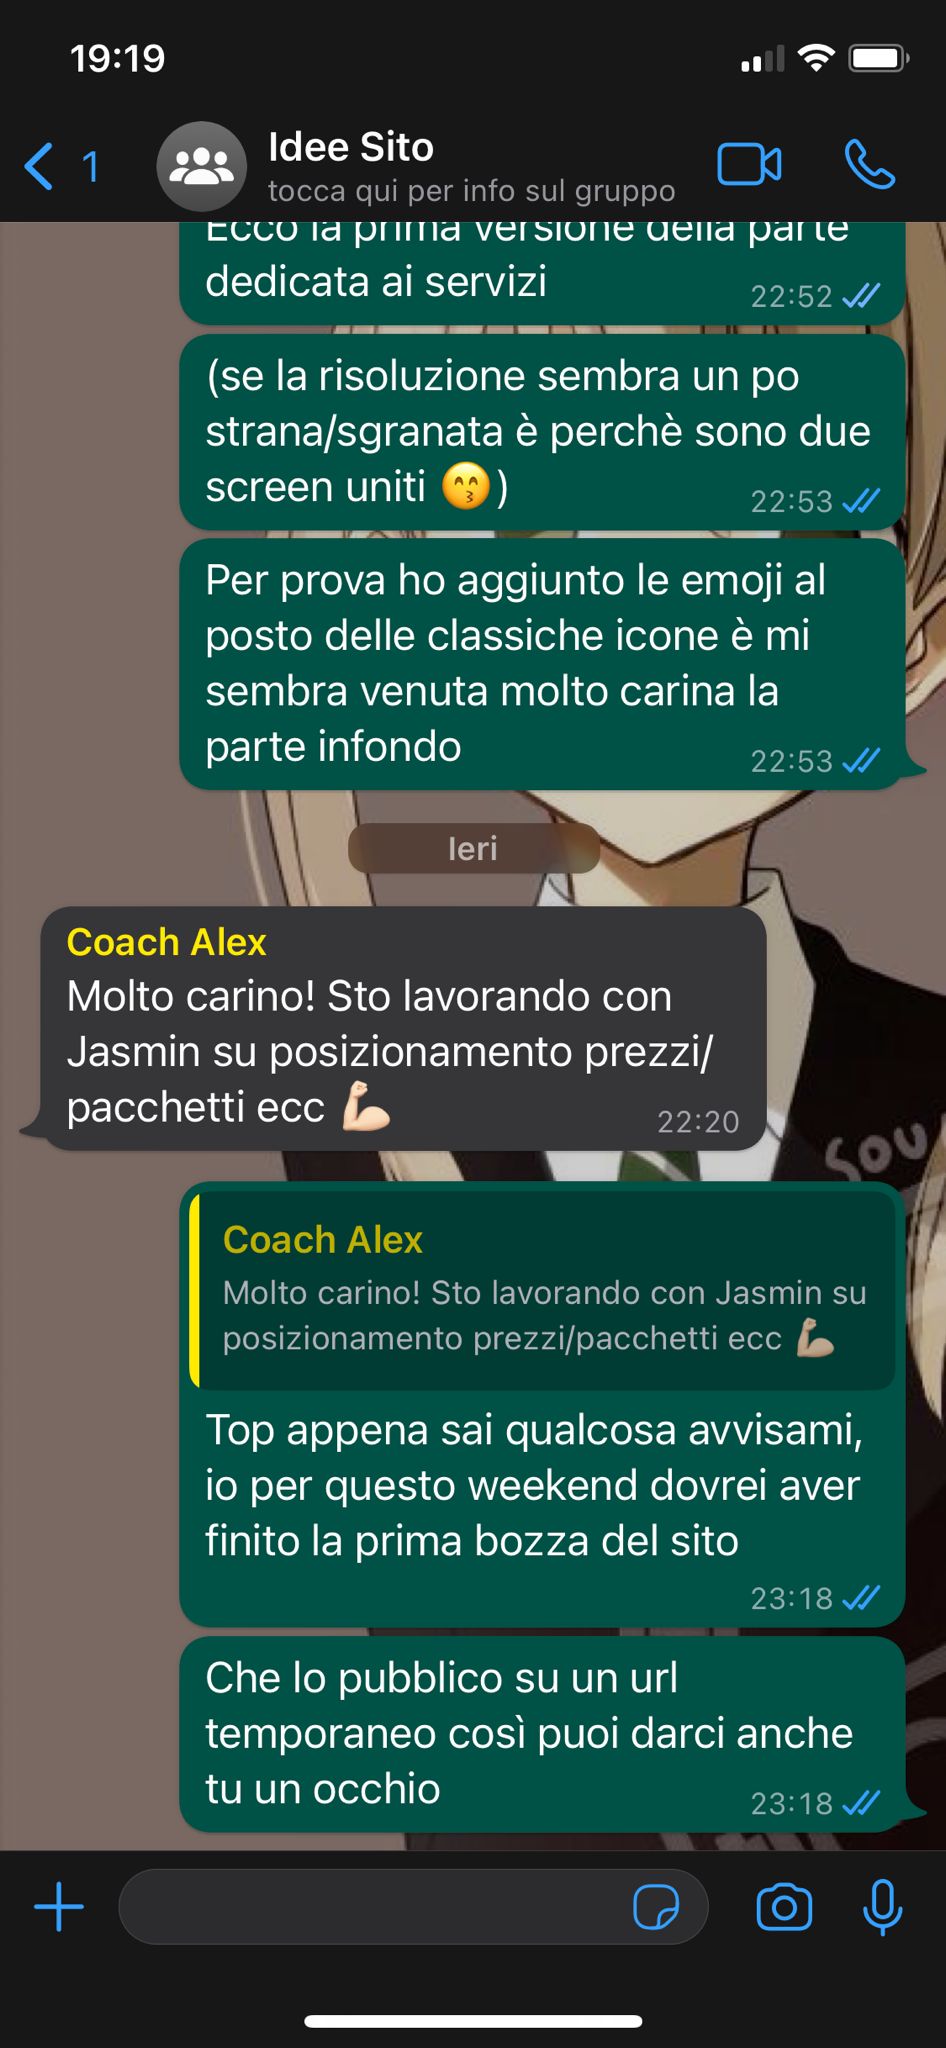 19:19
1
Idee Sito
tocca qui per info sul gruppo
Ecco la prima versione della parte
dedicata ai servizi
22:52
(se la risoluzione sembra un po
strana/sgranata è perchè sono due
screen uniti 😙)
22:53
Per prova ho aggiunto le emoji al
posto delle classiche icone è mi
sembra venuta molto carina la
parte infondo
22:53
Ieri
Coach Alex
Molto carino! Sto lavorando con
Jasmin su posizionamento prezzi/
pacchetti ecc 💪🏻
22:20
SOU
Coach Alex
Molto carino! Sto lavorando con Jasmin su
posizionamento prezzi/pacchetti ecc 💪🏻
Top appena sai qualcosa avvisami,
io per questo weekend dovrei aver
finito la prima bozza del sito
23:18
Che lo pubblico su un url
temporaneo così puoi darci anche
tu un occhio
23:18